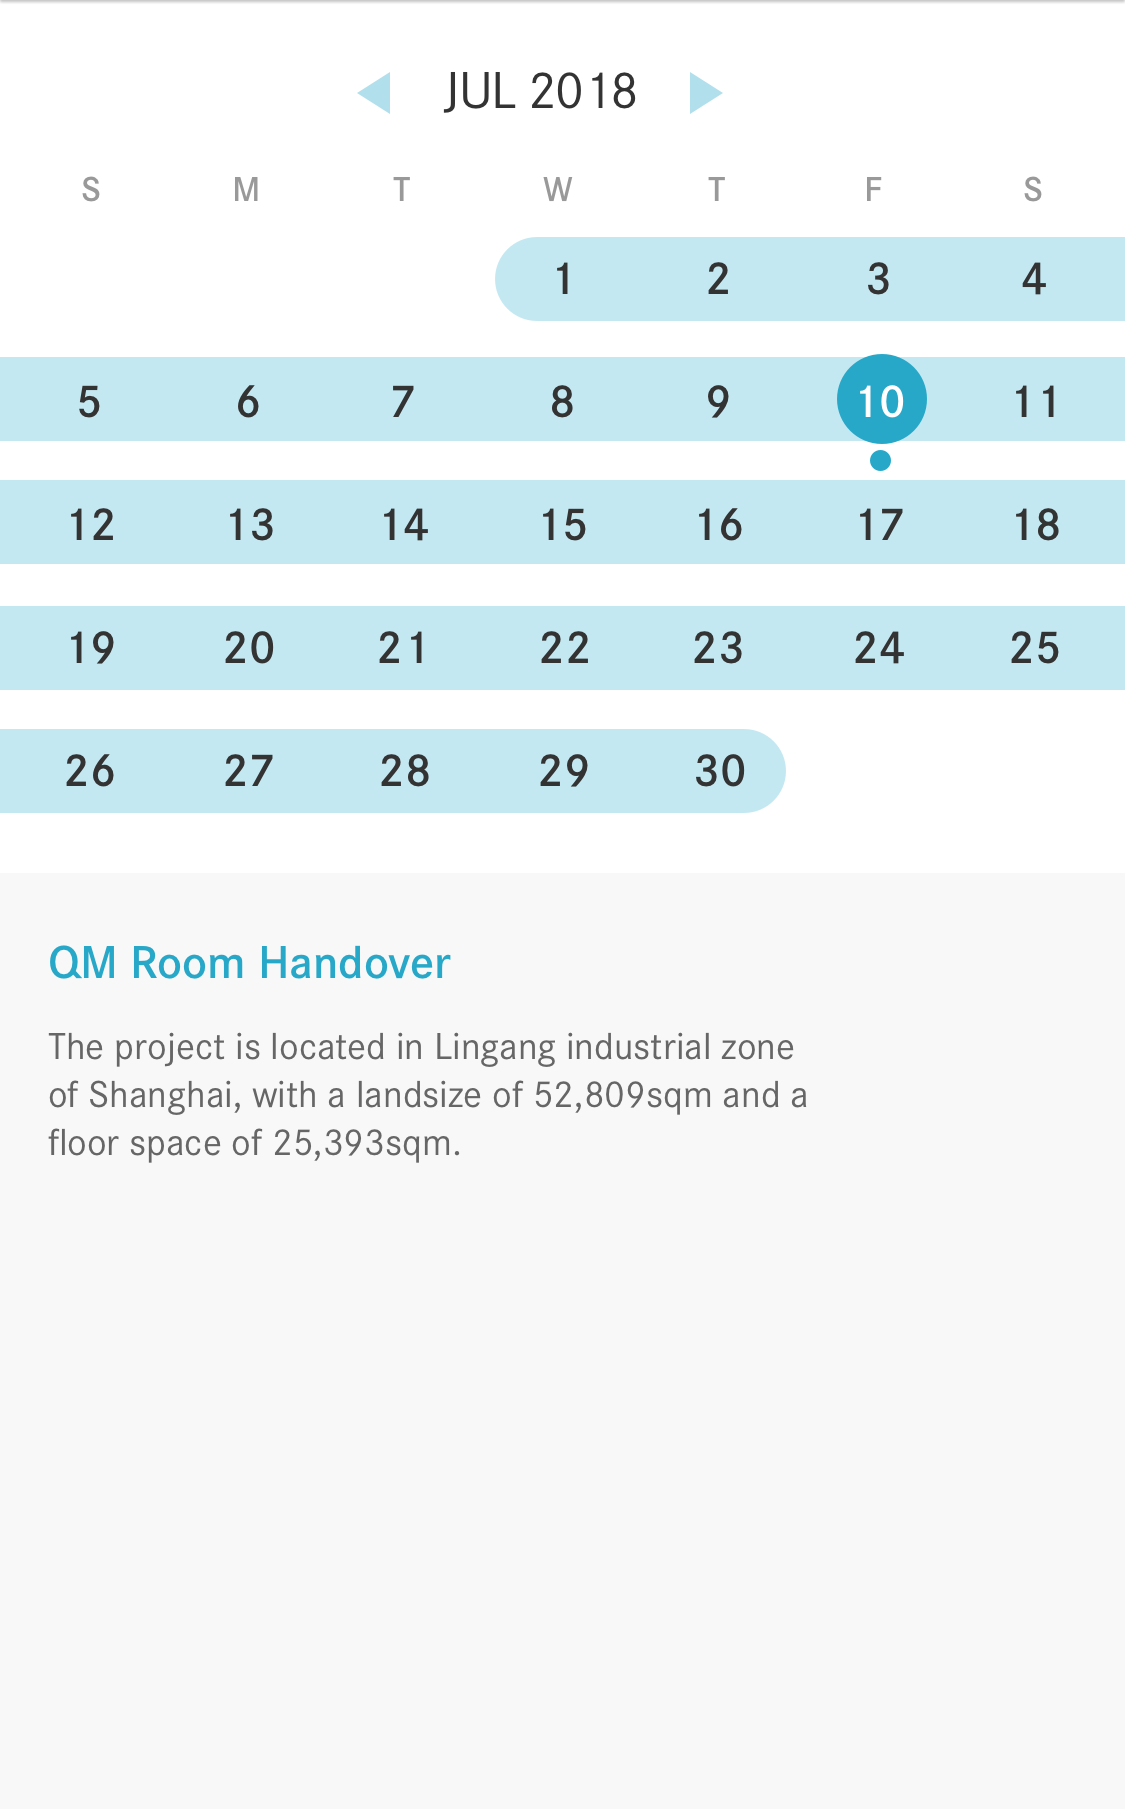 JUL 2018
S M T W T F S
1 2 3 4
5 6 7 8 9 10 11
12 13 14 15 16 17 18
19 20 21 22 23 24 25
26 27 28 29 30
QM Room Handover
The project is located in Lingang industrial zone
of Shanghai, with a landsize of 52,809sqm and a
floor space of 25,393sqm.